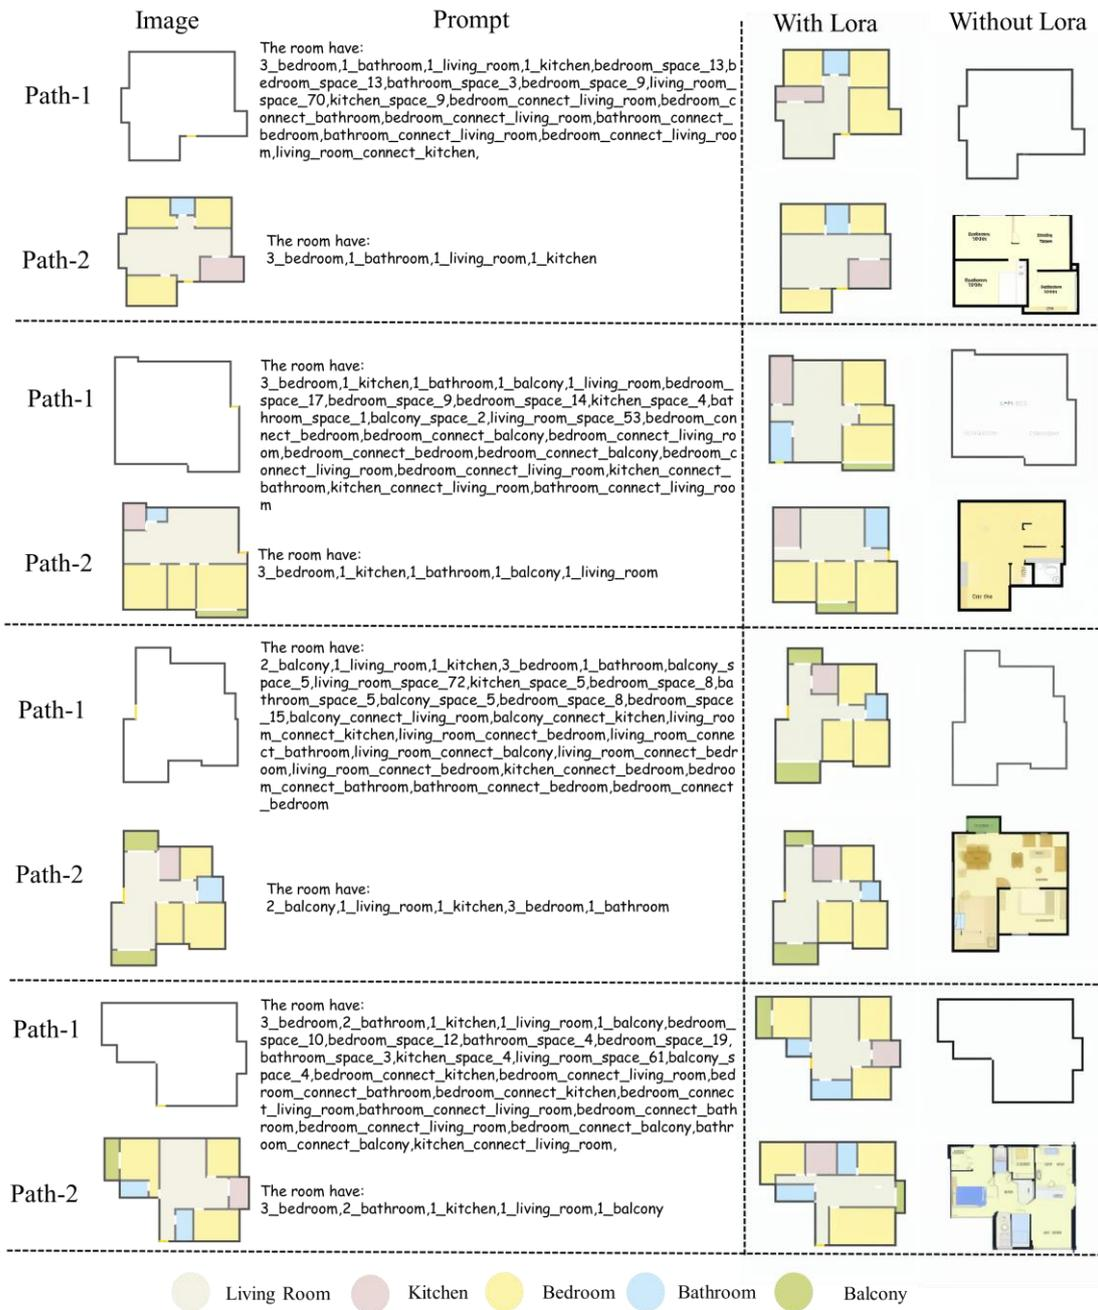 Image Prompt With Lora Without Lora
Path-1
The room have:
3_bedroom,1_bathroom,1_living_room,1_kitchen,bedroom_space_13,b
edroom_space_13,bathroom_space_3,bedroom_space_9,living_room_
space_70,kitchen_space_9,bedroom_connect_living_room,bedroom_c
onnect_bathroom,bedroom_connect_living_room,bathroom_connect_
bedroom,bathroom_connect_living_room,bedroom_connect_living_roo
m,living_room_connect_kitchen,
Path-2
The room have:
3_bedroom,1_bathroom,1_living_room,1_kitchen
Path-1
The room have:
3_bedroom,1_kitchen,1_bathroom,1_balcony,1_living_room,bedroom_
space_17,bedroom_space_9,bedroom_space_14,kitchen_space_4,bat
hroom_space_1,balcony_space_2,living_room_space_53,bedroom_con
nect_bedroom,bedroom_connect_balcony,bedroom_connect_living_ro
om,bedroom_connect_bedroom,bedroom_connect_balcony,bedroom_c
onnect_living_room,bedroom_connect_living_room,kitchen_connect_
bathroom,kitchen_connect_living_room,bathroom_connect_living_roo
m
Path-2
The room have:
3_bedroom,1_kitchen,1_bathroom,1_balcony,1_living_room
Path-1
The room have:
2_balcony,1_living_room,1_kitchen,3_bedroom,1_bathroom,balcony_s
pace_5,living_room_space_72,kitchen_space_5,bedroom_space_8,ba
throom_space_5,balcony_space_5,bedroom_space_8,bedroom_space
_15,balcony_connect_living_room,balcony_connect_kitchen,living_roo
m_connect_kitchen,living_room_connect_bedroom,living_room_conne
ct_bathroom,living_room_connect_balcony,living_room_connect_bedr
oom,living_room_connect_bedroom,kitchen_connect_bedroom,bedroo
m_connect_bathroom,bathroom_connect_bedroom,bedroom_connect
_bedroom
Path-2
The room have:
2_balcony,1_living_room,1_kitchen,3_bedroom,1_bathroom
Path-1
The room have:
3_bedroom,2_bathroom,1_kitchen,1_living_room,1_balcony,bedroom_
space_10,bedroom_space_12,bathroom_space_4,bedroom_space_19,
bathroom_space_3,kitchen_space_4,living_room_space_61,balcony_s
pace_4,bedroom_connect_kitchen,bedroom_connect_living_room,bed
room_connect_bathroom,bedroom_connect_kitchen,bedroom_connec
t_living_room,bathroom_connect_living_room,bedroom_connect_bath
room,bedroom_connect_living_room,bedroom_connect_balcony,bathr
oom_connect_balcony,kitchen_connect_living_room,
Path-2
The room have:
3_bedroom,2_bathroom,1_kitchen,1_living_room,1_balcony
Living Room Kitchen Bedroom Bathroom Balcony